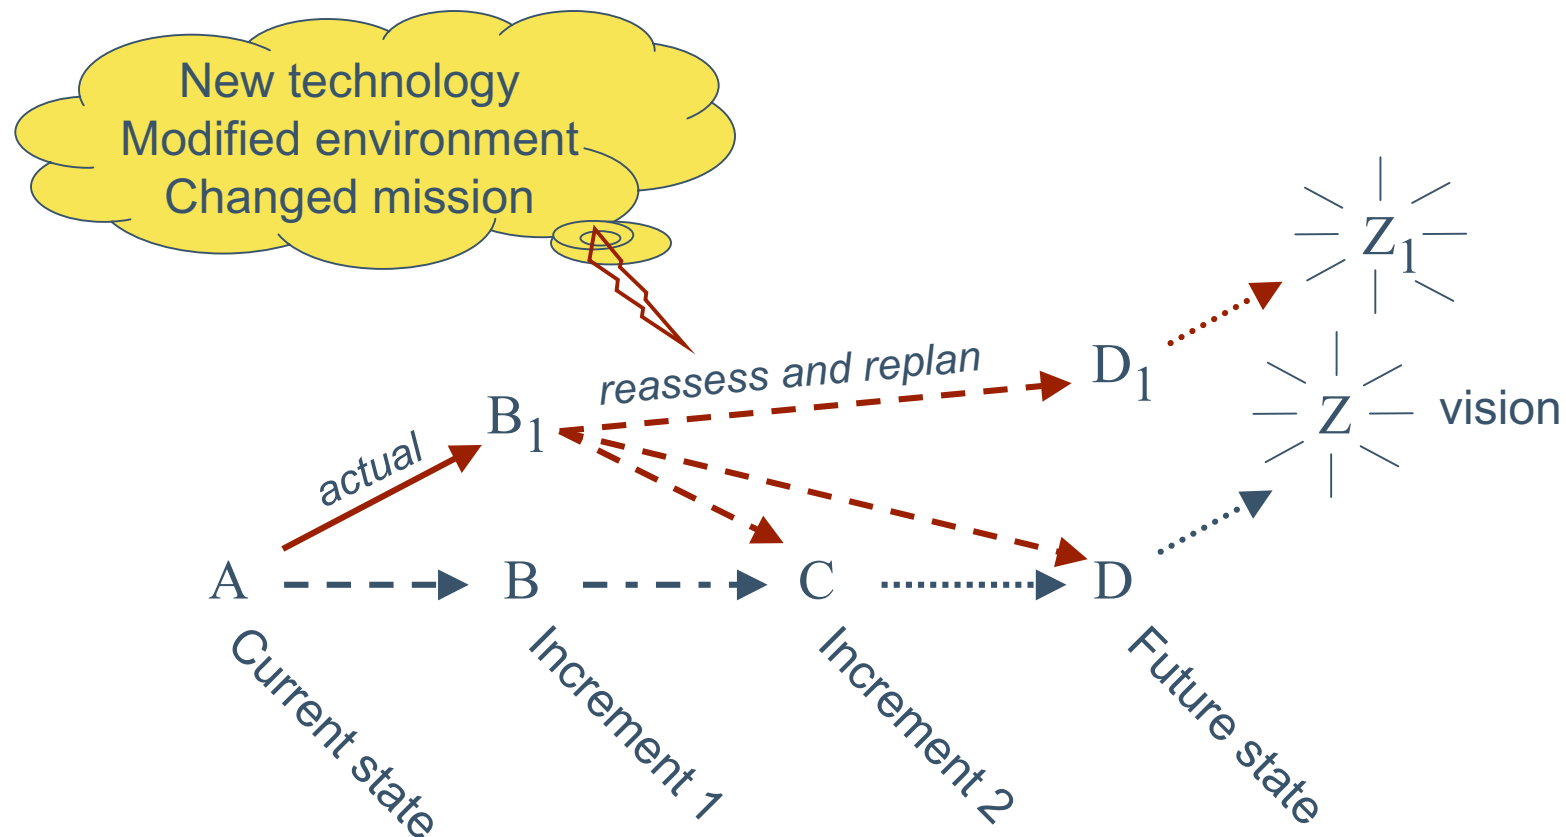 New technology
Modified environment
Changed mission
Z₁
reassess and replan
D₁
Z
vision
B₁
actual
A
B
C
D
Current state
Increment 1
Increment 2
Future state